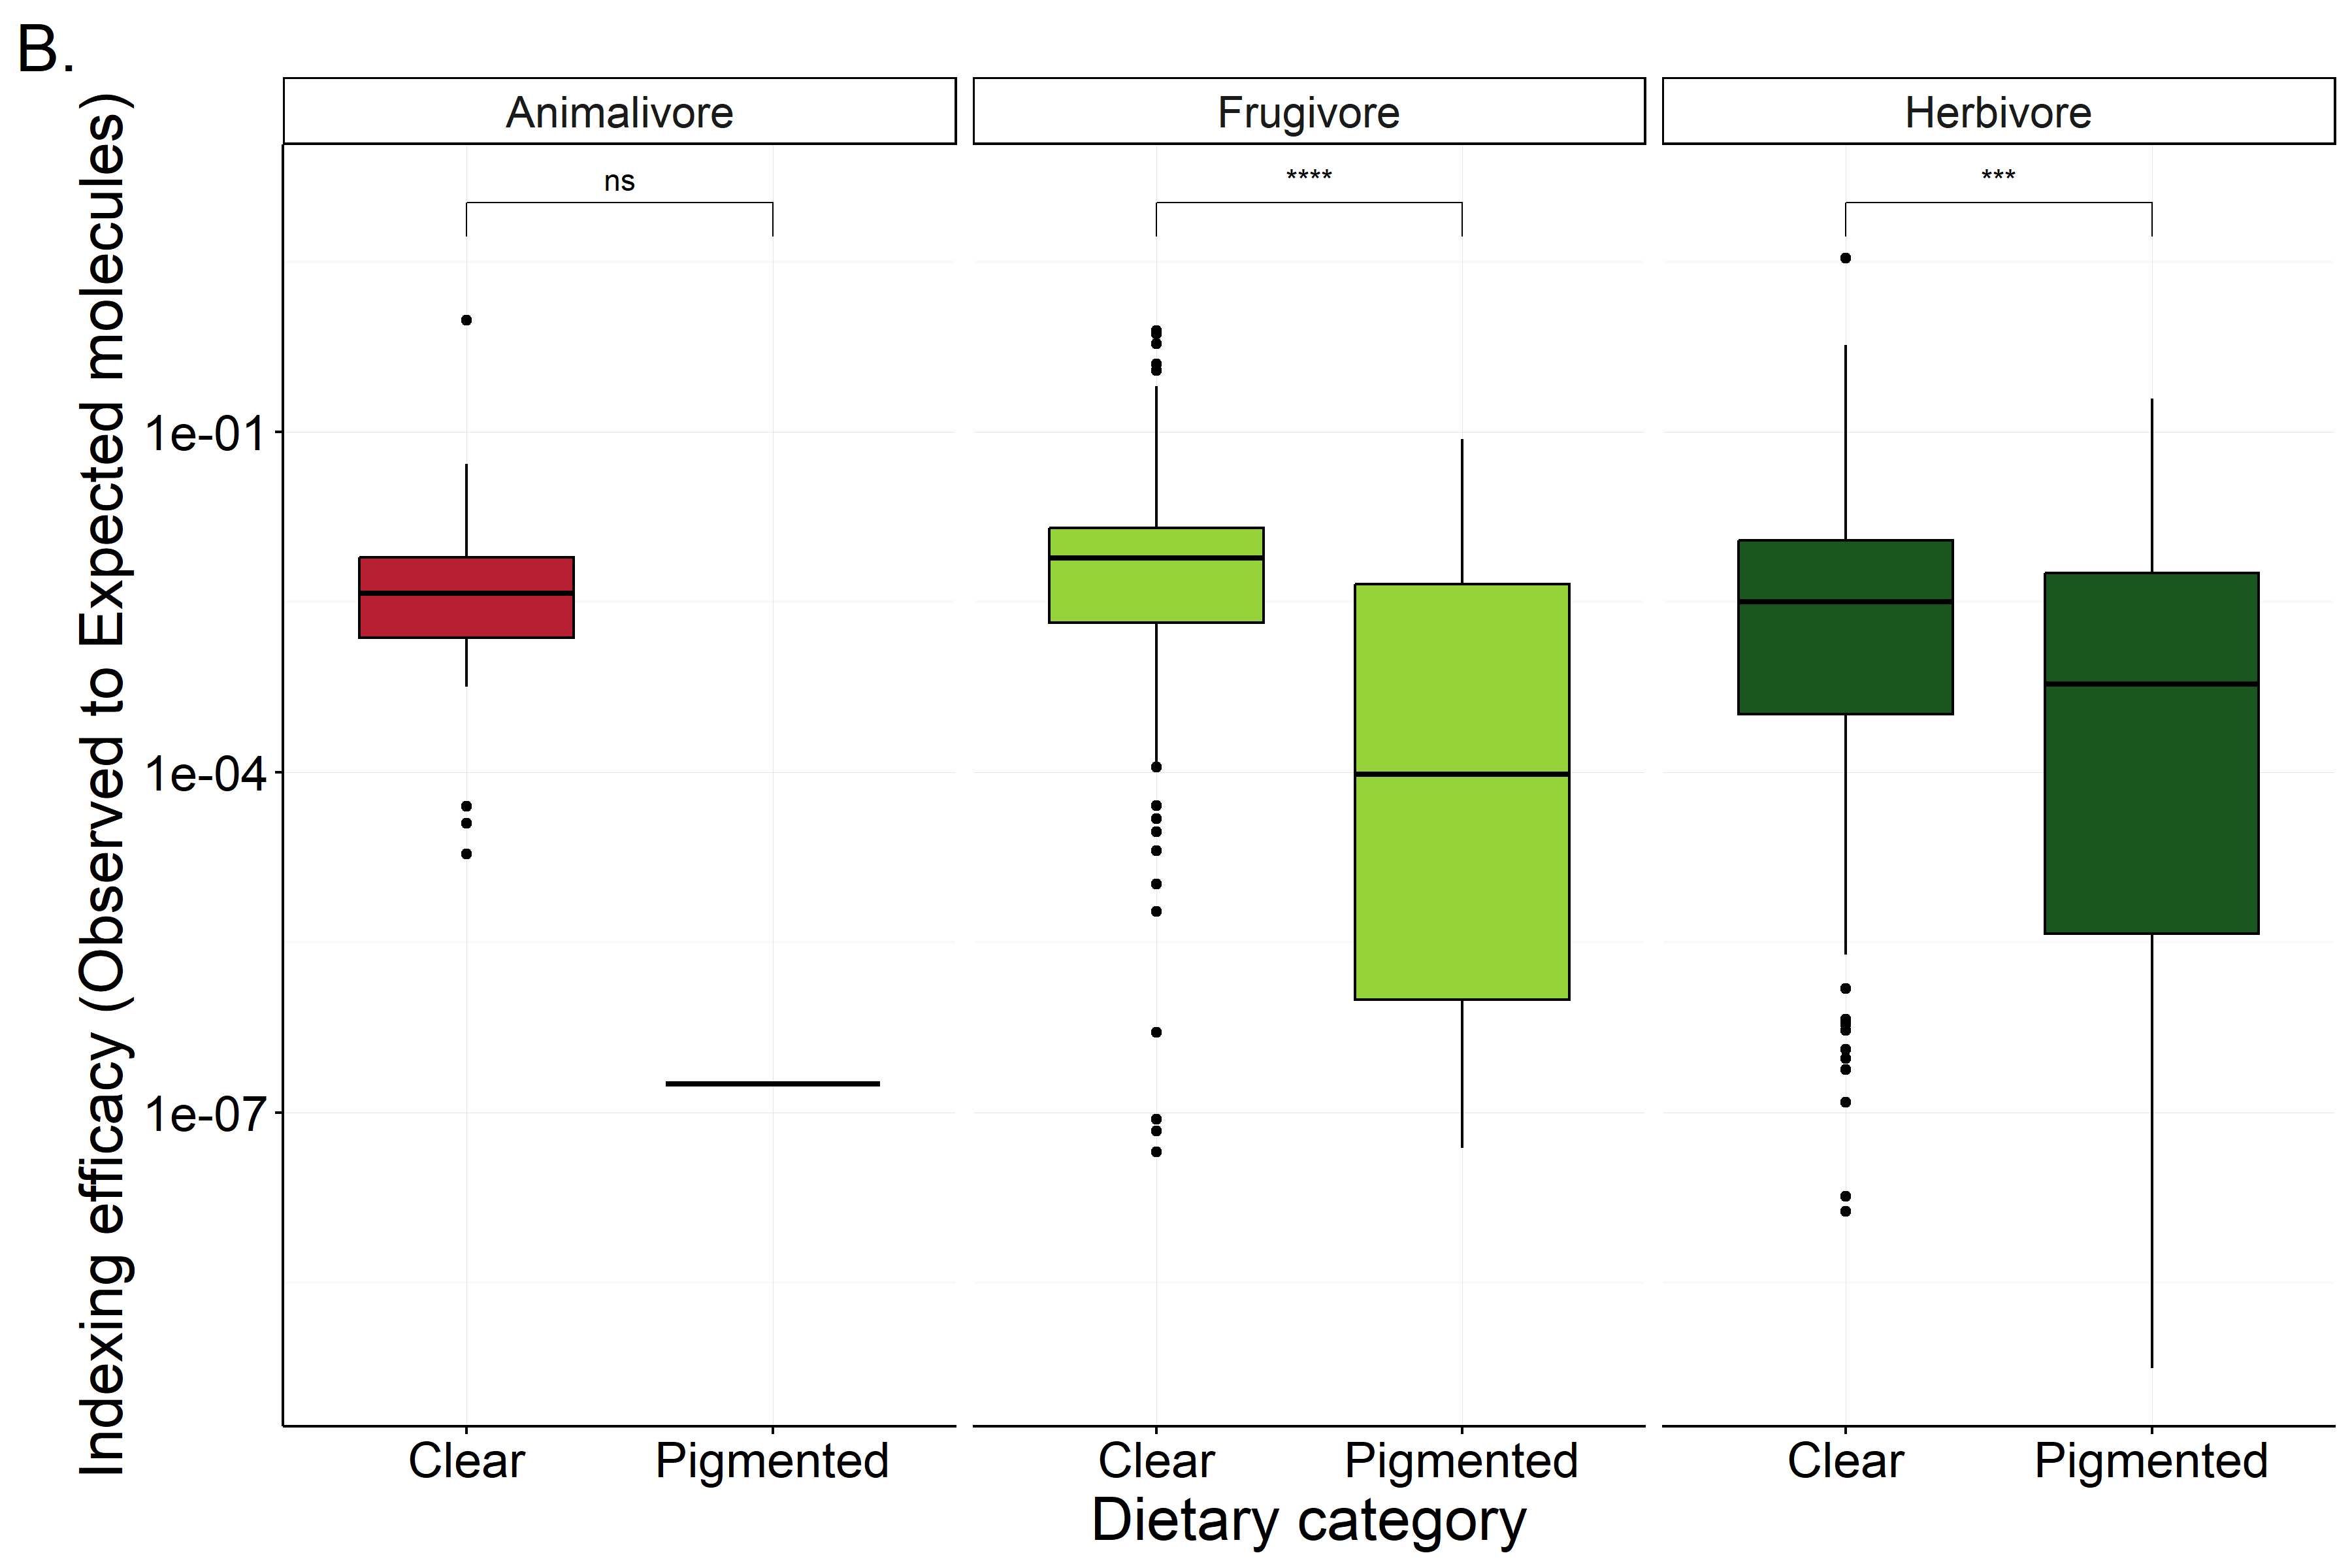 B.
Animalivore
Frugivore
Herbivore
ns
****
***
Indexing efficacy (Observed to Expected molecules)
1e-01
1e-04
1e-07
Clear
Pigmented
Clear
Pigmented
Clear
Pigmented
Dietary category